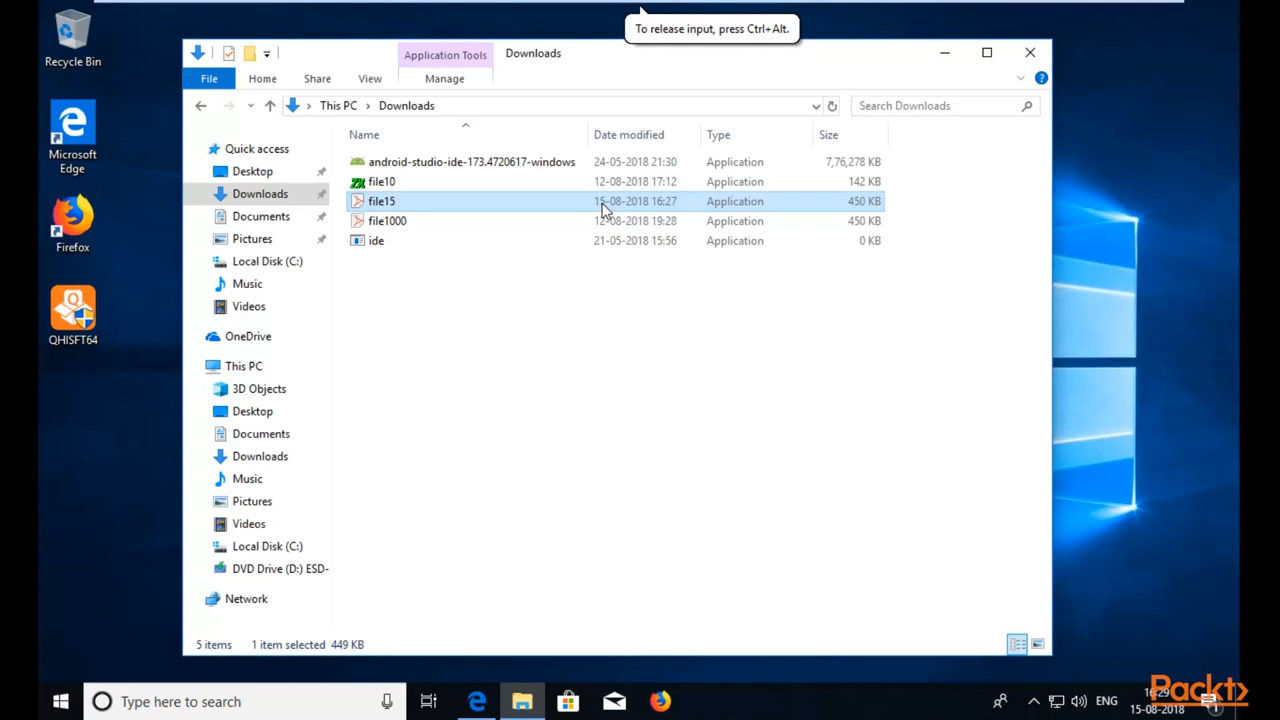 To release input, press Ctrl+Alt.
Recycle Bin
Microsoft
Edge
Firefox
QHISFT64
Application Tools
Downloads
File
Home
Share
View
Manage
This PC
Downloads
Search Downloads
Name
Date modified
Type
Size
android-studio-ide-173.4720617-windows
24-05-2018 21:30
Application
7,76,278 KB
file10
12-08-2018 17:12
Application
142 KB
file15
15-08-2018 16:27
Application
450 KB
file1000
12-08-2018 19:28
Application
450 KB
ide
21-05-2018 15:56
Application
0 KB
Quick access
Desktop
Downloads
Documents
Pictures
Local Disk (C:)
Music
Videos
OneDrive
This PC
3D Objects
Desktop
Documents
Downloads
Music
Pictures
Videos
Local Disk (C:)
DVD Drive (D:) ESD-
Network
5 items
1 item selected 449 KB
Type here to search
ENG
16:29
15-08-2018
Packt>